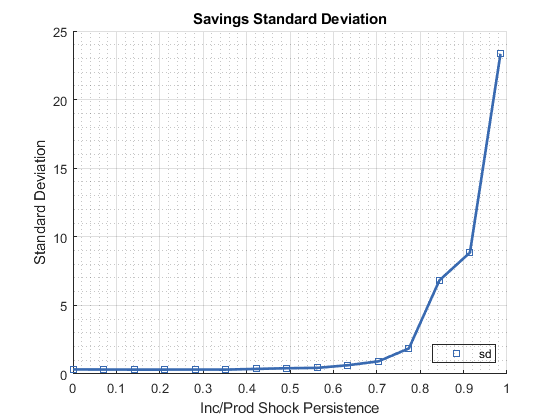 Savings Standard Deviation
25
20
15
10
5
0
Standard Deviation
sd
0 0.1 0.2 0.3 0.4 0.5 0.6 0.7 0.8 0.9 1
Inc/Prod Shock Persistence